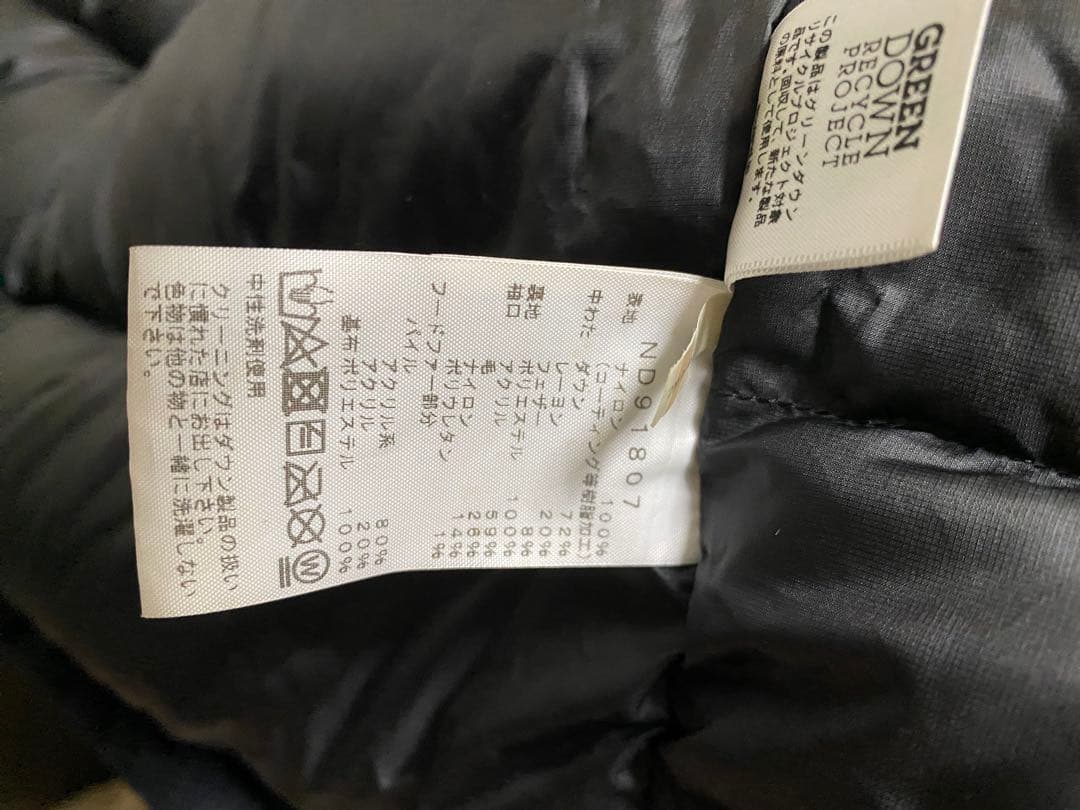 GREEN
DOWN
RECYCLE
PROJECT
この製品はグリーンダウン
リサイクルプロジェクト対象
品です。回収して、新たな製品
の原料として使用します。
ND91807
表地 ナイロン 100%
(コーティング等樹脂加工)
中わた ダウン 72%
レーヨン 20%
フェザー 8%
裏地 ポリエステル 100%
袖口 アクリル 59%
毛 26%
ナイロン 14%
ポリウレタン 1%
フードファー部分
パイル アクリル系 80%
アクリル 20%
基布 ポリエステル 100%
W
中性洗剤使用
クリーニングはダウン製品の扱い
に慣れた店にお出し下さい。
色物は他の物と一緒に洗濯しない
で下さい。